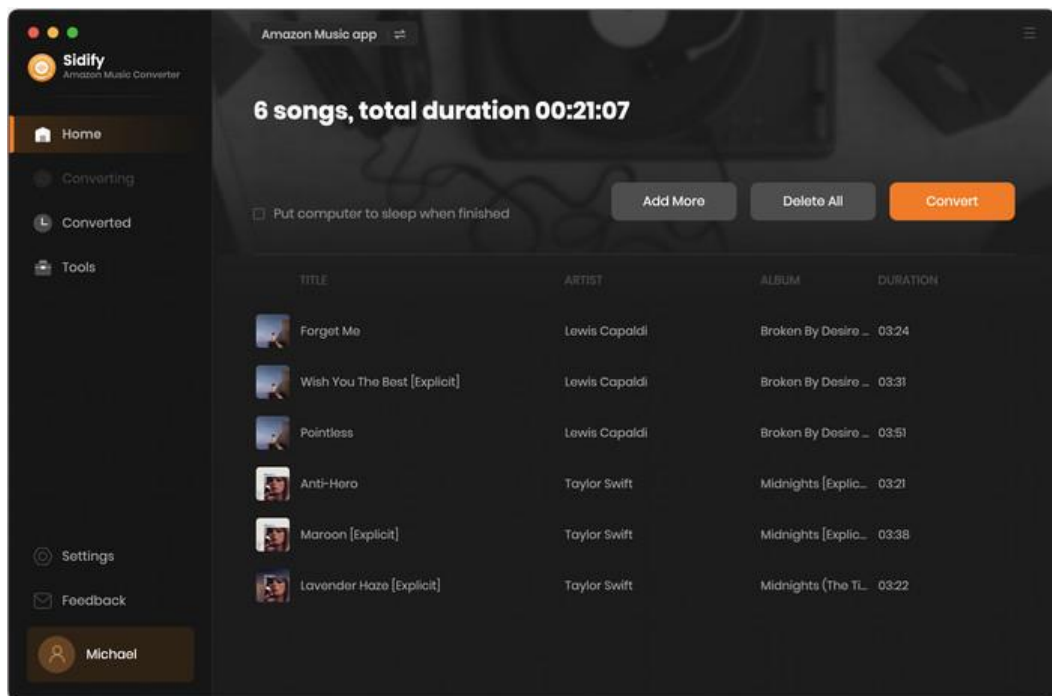 Sidify
Amazon Music Converter
Home
Converting
Converted
Tools
Settings
Feedback
Michael
Amazon Music app
6 songs, total duration 00:21:07
Put computer to sleep when finished
Add More
Delete All
Convert
TITLE ARTIST ALBUM DURATION
Forget Me Lewis Capaldi Broken By Desire ... 03:24
Wish You The Best [Explicit] Lewis Capaldi Broken By Desire ... 03:31
Pointless Lewis Capaldi Broken By Desire ... 03:51
Anti-Hero Taylor Swift Midnights [Explic... 03:21
Maroon [Explicit] Taylor Swift Midnights [Explic... 03:38
Lavender Haze [Explicit] Taylor Swift Midnights (The Ti... 03:22